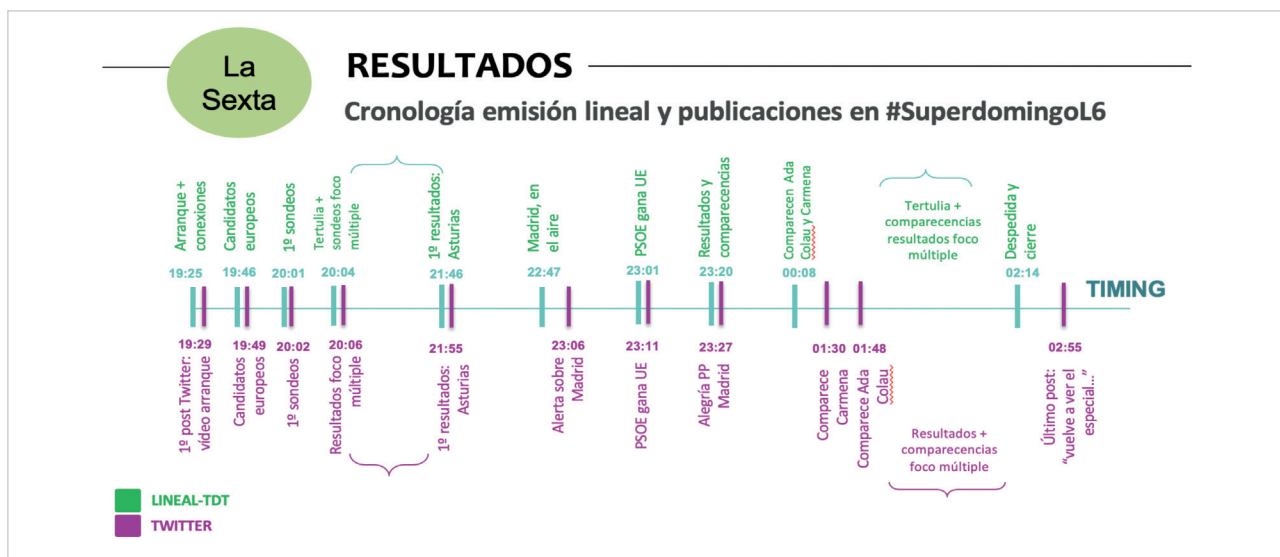 La
Sexta
RESULTADOS
Cronología emisión lineal y publicaciones en #SuperdomingoL6
Arranque +
conexiones
Candidatos
europeos
1º sondeos
Tertulia +
sondeos foco
múltiple
1º resultados:
Asturias
Madrid, en
el aire
PSOE gana UE
Resultados y
comparecencias
Comparecen Ada
Colau y Carmena
Tertulia +
comparecencias
resultados foco
múltiple
Despedida y
cierre
19:25
19:46
20:01
20:04
21:46
22:47
23:01
23:20
00:08
02:14
TIMING
19:29
19:49
20:02
20:06
21:55
23:06
23:11
23:27
01:30
01:48
02:55
1º post Twitter:
vídeo arranque
Candidatos
europeos
1º sondeos
Resultados foco
múltiple
1º resultados:
Asturias
Alerta sobre
Madrid
PSOE gana UE
Alegría PP
Madrid
Comparece
Carmena
Comparece Ada
Colau
Resultados +
comparecencias
foco múltiple
Último post:
“vuelve a ver el
especial...”
LINEAL-TDT
TWITTER